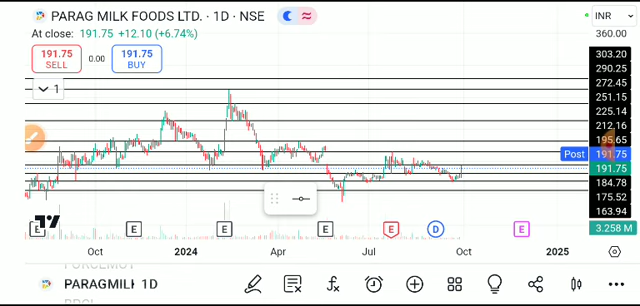 PARAG MILK FOODS LTD. · 1D · NSE
INR
At close: 191.75 +12.10 (+6.74%)
360.00
191.75
SELL
0.00
191.75
BUY
303.20
290.25
272.45
1
251.15
225.14
212.16
195.65
Post 191.75
191.75
184.78
175.52
163.94
E E E E E D E
3.258 M
Oct 2024 Apr Jul Oct 2025
PARAGMILK 1D